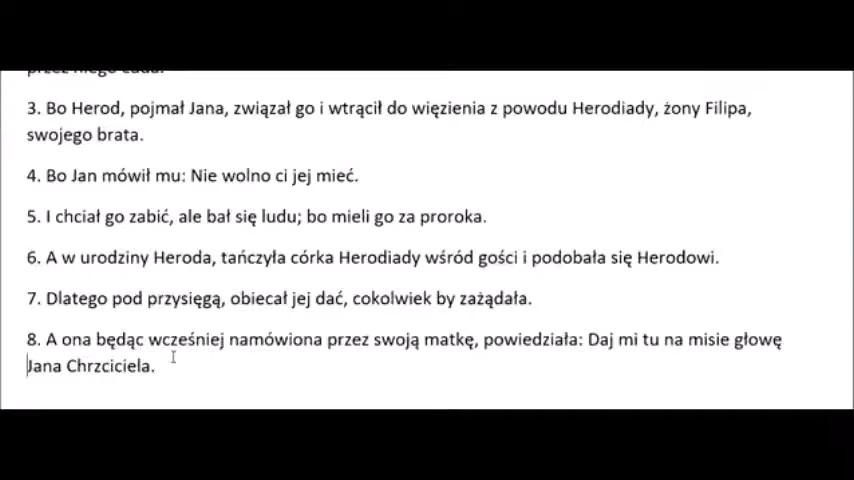 przez niego cuda.
3. Bo Herod, pojmał Jana, związał go i wtrącił do więzienia z powodu Herodiady, żony Filipa,
swojego brata.
4. Bo Jan mówił mu: Nie wolno ci jej mieć.
5. I chciał go zabić, ale bał się ludu; bo mieli go za proroka.
6. A w urodziny Heroda, tańczyła córka Herodiady wśród gości i podobała się Herodowi.
7. Dlatego pod przysięgą, obiecał jej dać, cokolwiek by zażądała.
8. A ona będąc wcześniej namówiona przez swoją matkę, powiedziała: Daj mi tu na misie głowę
Jana Chrzciciela.